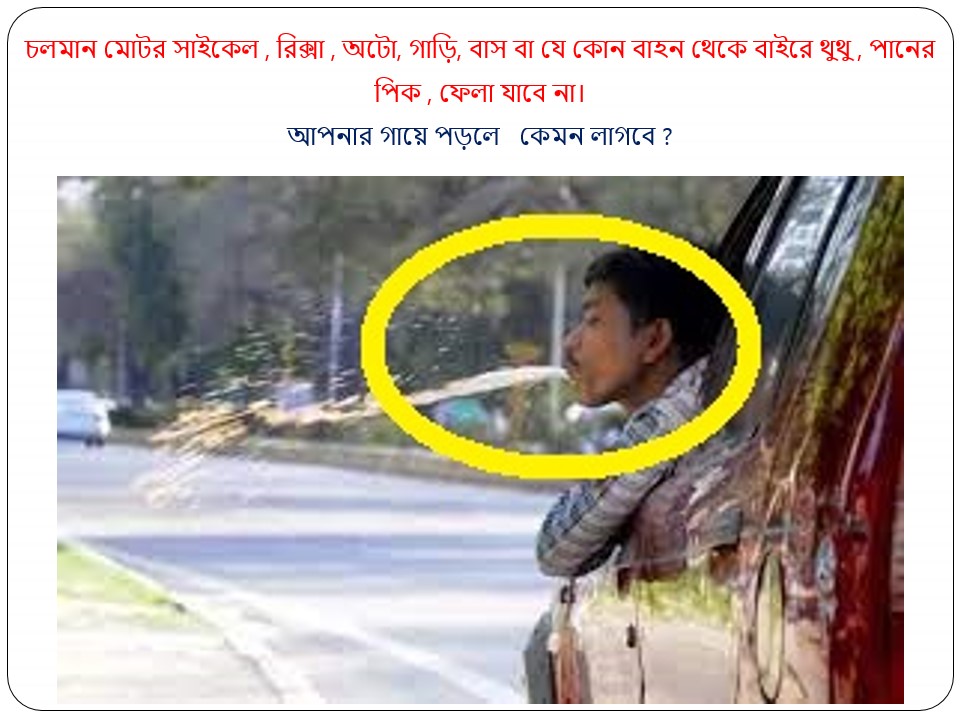 চলমান মোটর সাইকেল , রিক্সা , অটো, গাড়ি, বাস বা যে কোন বাহন থেকে বাইরে থুথু , পানের
পিক , ফেলা যাবে না।
আপনার গায়ে পড়লে কেমন লাগবে ?